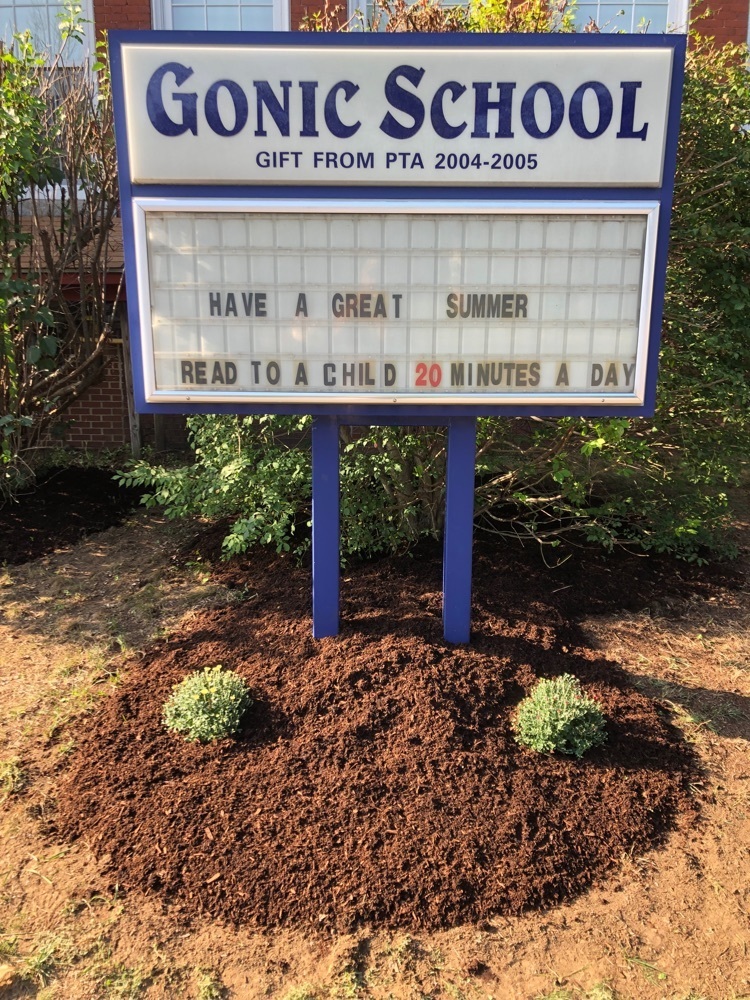 GONIC SCHOOL
GIFT FROM PTA 2004-2005
HAVE A GREAT SUMMER
READ TO A CHILD 20 MINUTES A DAY